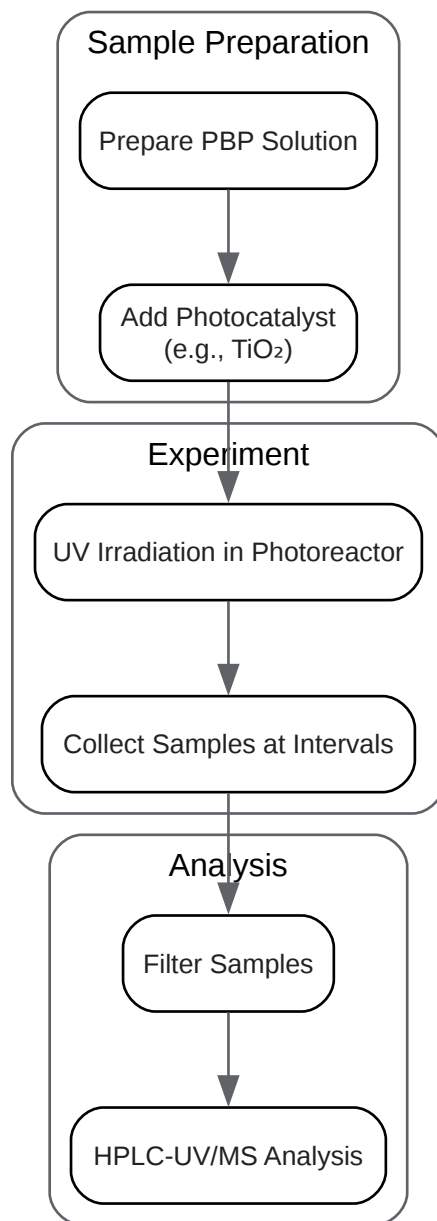 Sample Preparation
Prepare PBP Solution
Add Photocatalyst
(e.g., TiO₂)
Experiment
UV Irradiation in Photoreactor
Collect Samples at Intervals
Analysis
Filter Samples
HPLC-UV/MS Analysis